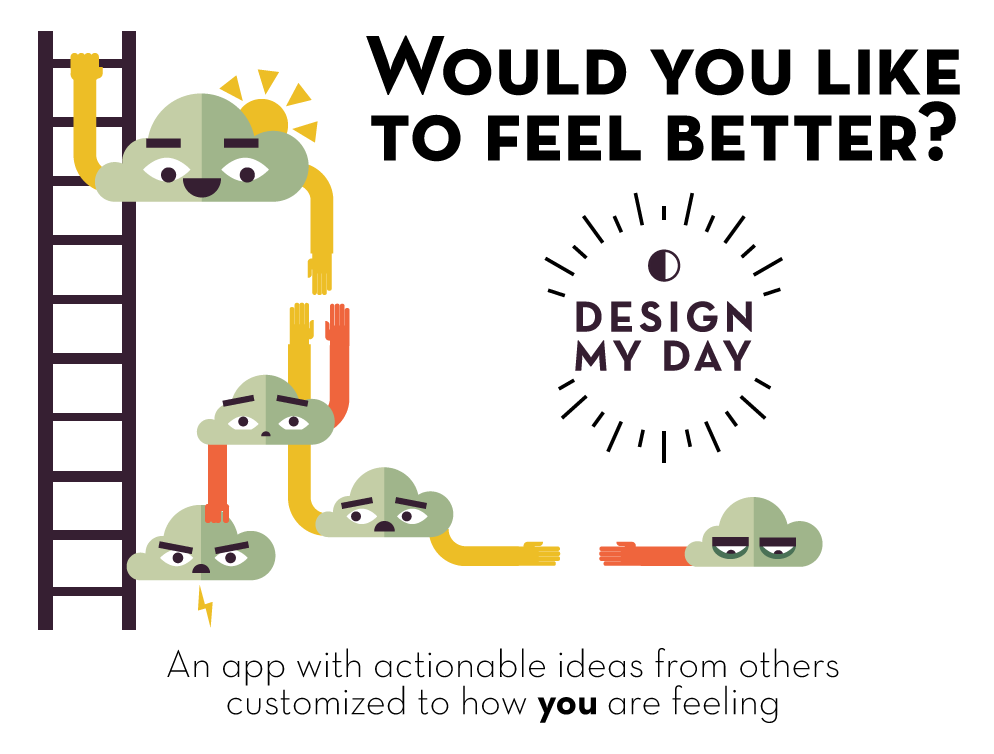 WOULD YOU LIKE
TO FEEL BETTER?
DESIGN
MY DAY
An app with actionable ideas from others
customized to how you are feeling